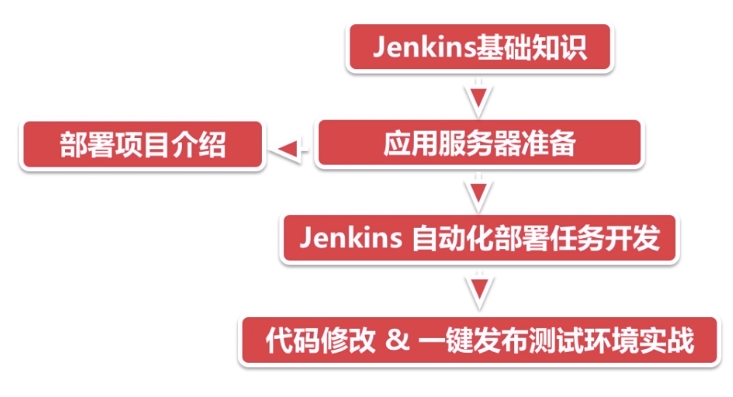 Jenkins基础知识
部署项目介绍
应用服务器准备
Jenkins 自动化部署任务开发
代码修改 & 一键发布测试环境实战